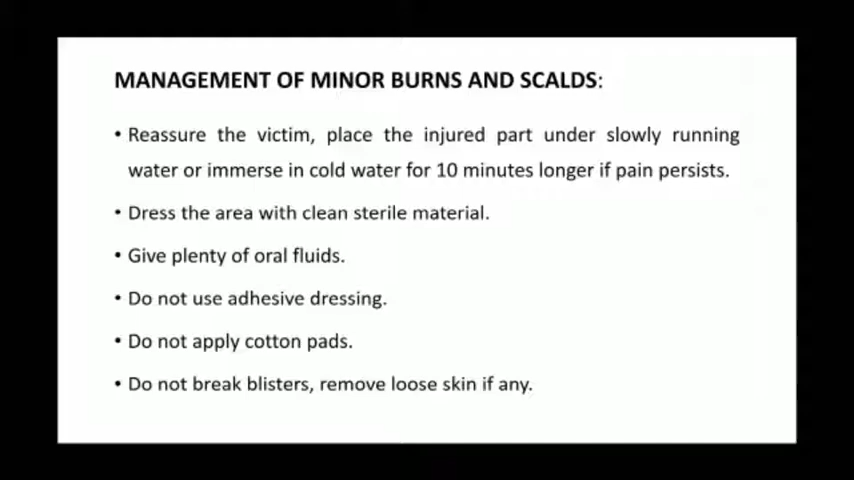 MANAGEMENT OF MINOR BURNS AND SCALDS:
• Reassure the victim, place the injured part under slowly running
water or immerse in cold water for 10 minutes longer if pain persists.
• Dress the area with clean sterile material.
• Give plenty of oral fluids.
• Do not use adhesive dressing.
• Do not apply cotton pads.
• Do not break blisters, remove loose skin if any.